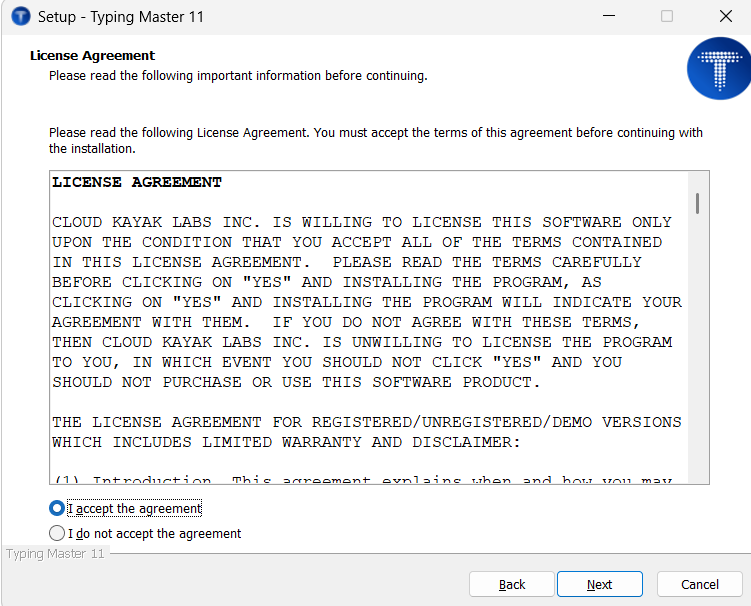 Setup - Typing Master 11
License Agreement
Please read the following important information before continuing.
Please read the following License Agreement. You must accept the terms of this agreement before continuing with
the installation.
LICENSE AGREEMENT
CLOUD KAYAK LABS INC. IS WILLING TO LICENSE THIS SOFTWARE ONLY
UPON THE CONDITION THAT YOU ACCEPT ALL OF THE TERMS CONTAINED
IN THIS LICENSE AGREEMENT.  PLEASE READ THE TERMS CAREFULLY
BEFORE CLICKING ON "YES" AND INSTALLING THE PROGRAM, AS
CLICKING ON "YES" AND INSTALLING THE PROGRAM WILL INDICATE YOUR
AGREEMENT WITH THEM.  IF YOU DO NOT AGREE WITH THESE TERMS,
THEN CLOUD KAYAK LABS INC. IS UNWILLING TO LICENSE THE PROGRAM
TO YOU, IN WHICH EVENT YOU SHOULD NOT CLICK "YES" AND YOU
SHOULD NOT PURCHASE OR USE THIS SOFTWARE PRODUCT.
THE LICENSE AGREEMENT FOR REGISTERED/UNREGISTERED/DEMO VERSIONS
WHICH INCLUDES LIMITED WARRANTY AND DISCLAIMER:
(1) Introduction. This agreement explains when and how you may
I accept the agreement
I do not accept the agreement
Typing Master 11
Back Next Cancel